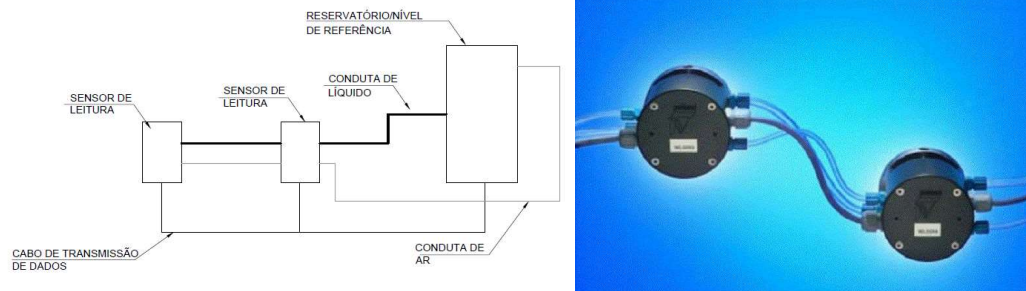 RESERVATÓRIO/NÍVEL
DE REFERÊNCIA
SENSOR DE
LEITURA
SENSOR DE
LEITURA
CONDUTA DE
LÍQUIDO
CABO DE TRANSMISSÃO
DE DADOS
CONDUTA DE
AR